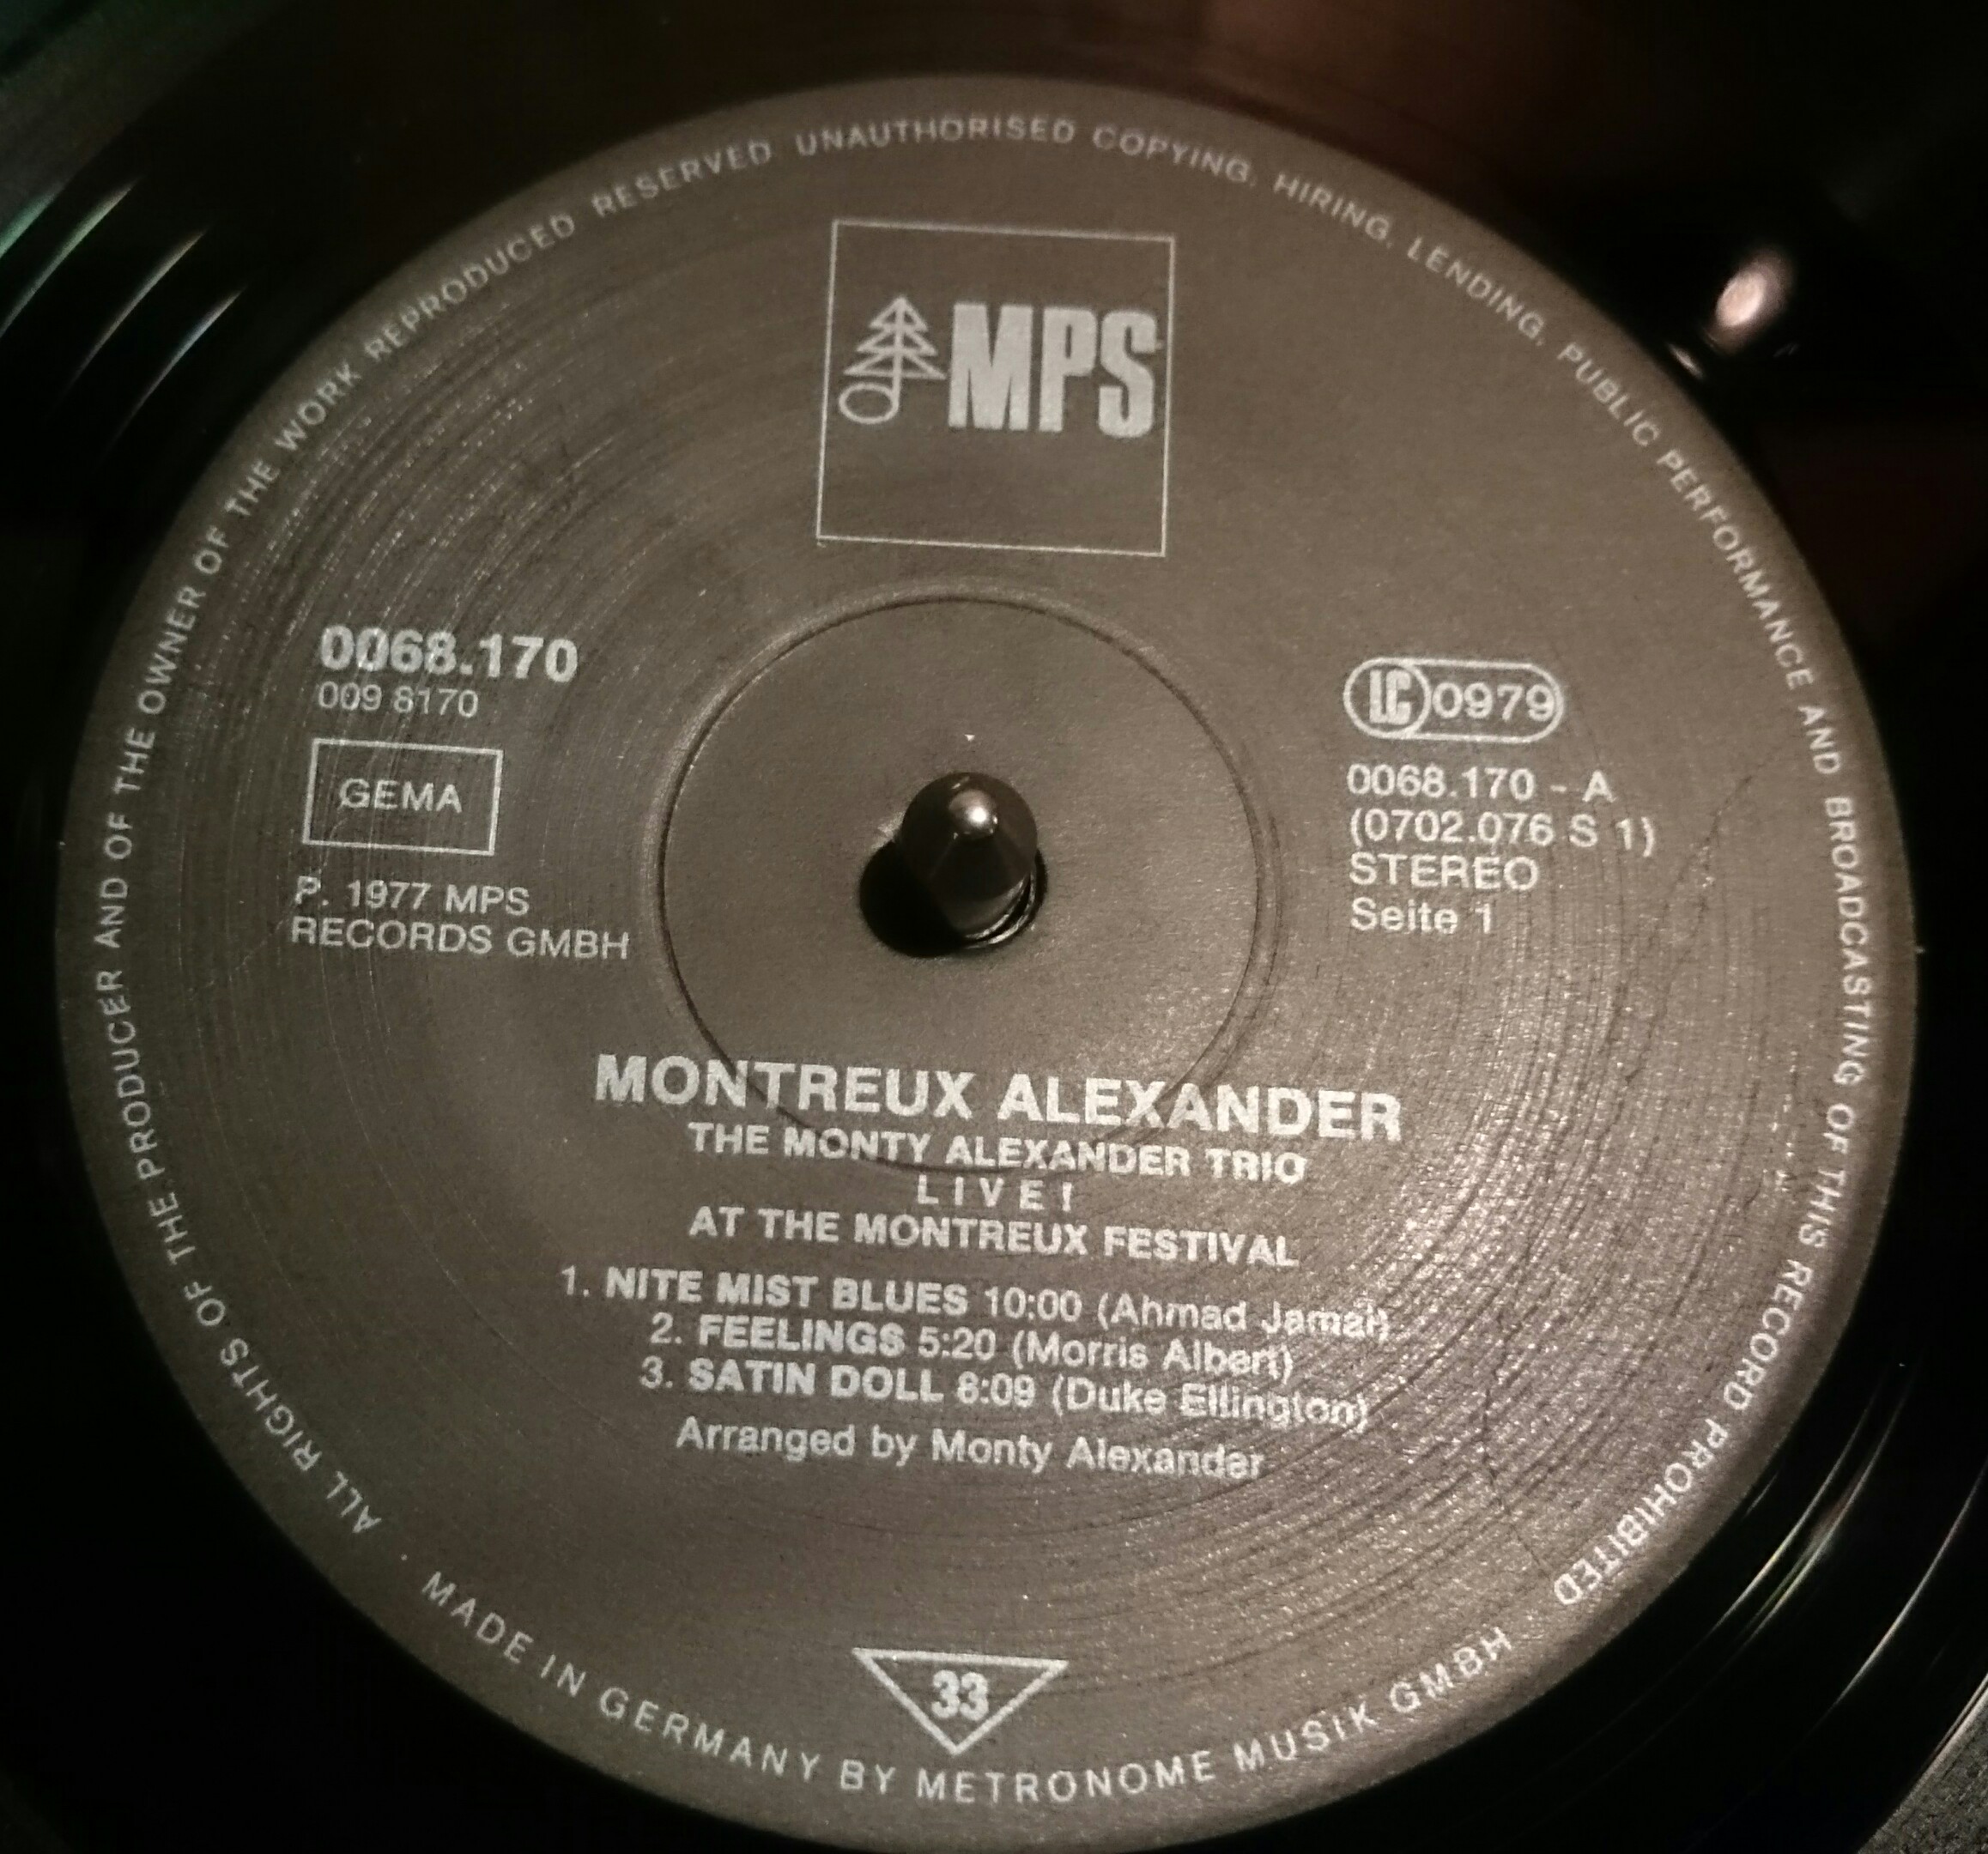 ALL RIGHTS OF THE PRODUCER AND OF THE OWNER OF THE WORK REPRODUCED RESERVED UNAUTHORISED COPYING, HIRING, LENDING, PUBLIC PERFORMANCE AND BROADCASTING OF THIS RECORD PROHIBITED
MPS
0068.170
009 8170
GEMA
P. 1977 MPS
RECORDS GMBH
LC 0979
0068.170 - A
(0702.076 S 1)
STEREO
Seite 1
MONTREUX ALEXANDER
THE MONTY ALEXANDER TRIO
LIVE!
AT THE MONTREUX FESTIVAL
1. NITE MIST BLUES 10:00 (Ahmad Jamal)
2. FEELINGS 5:20 (Morris Albert)
3. SATIN DOLL 8:09 (Duke Ellington)
Arranged by Monty Alexander
33
MADE IN GERMANY BY METRONOME MUSIK GMBH